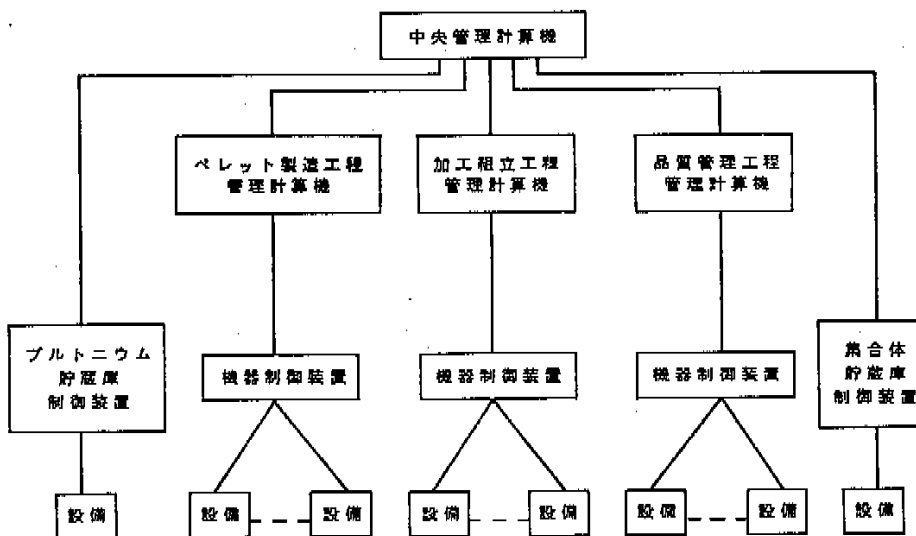 中央管理計算機
ペレット製造工程
管理計算機
加工組立工程
管理計算機
品質管理工程
管理計算機
プルトニウム
貯蔵庫
制御装置
機器制御装置
機器制御装置
機器制御装置
集合体
貯蔵庫
制御装置
設備
設備
設備
設備
設備
設備
設備
設備